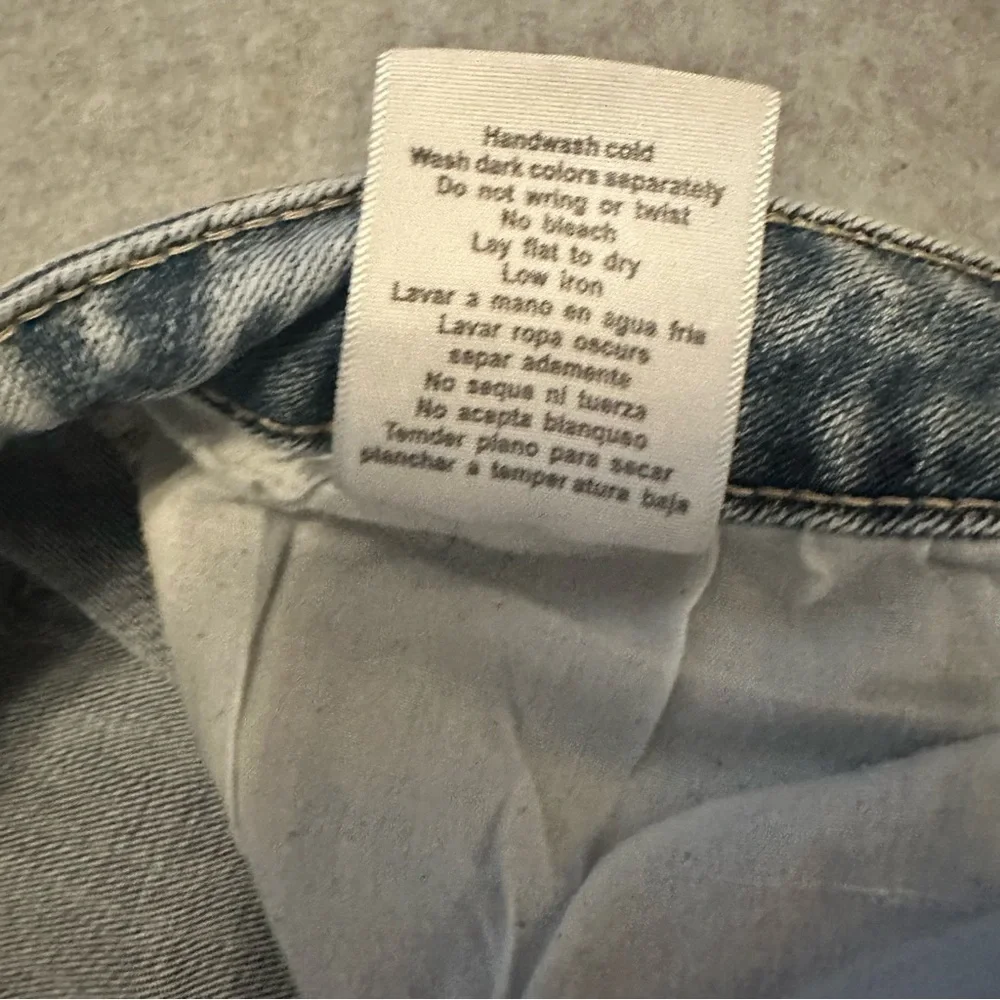 Handwash cold
Wash dark colors separately
Do not wring or twist
No bleach
Lay flat to dry
Low iron
Lavar a mano en agua fria
Lavar ropa oscura
separ ademente
No seque ni fuerza
No acepta blanqueo
Temder plano para secar
planchar a temper atura baja